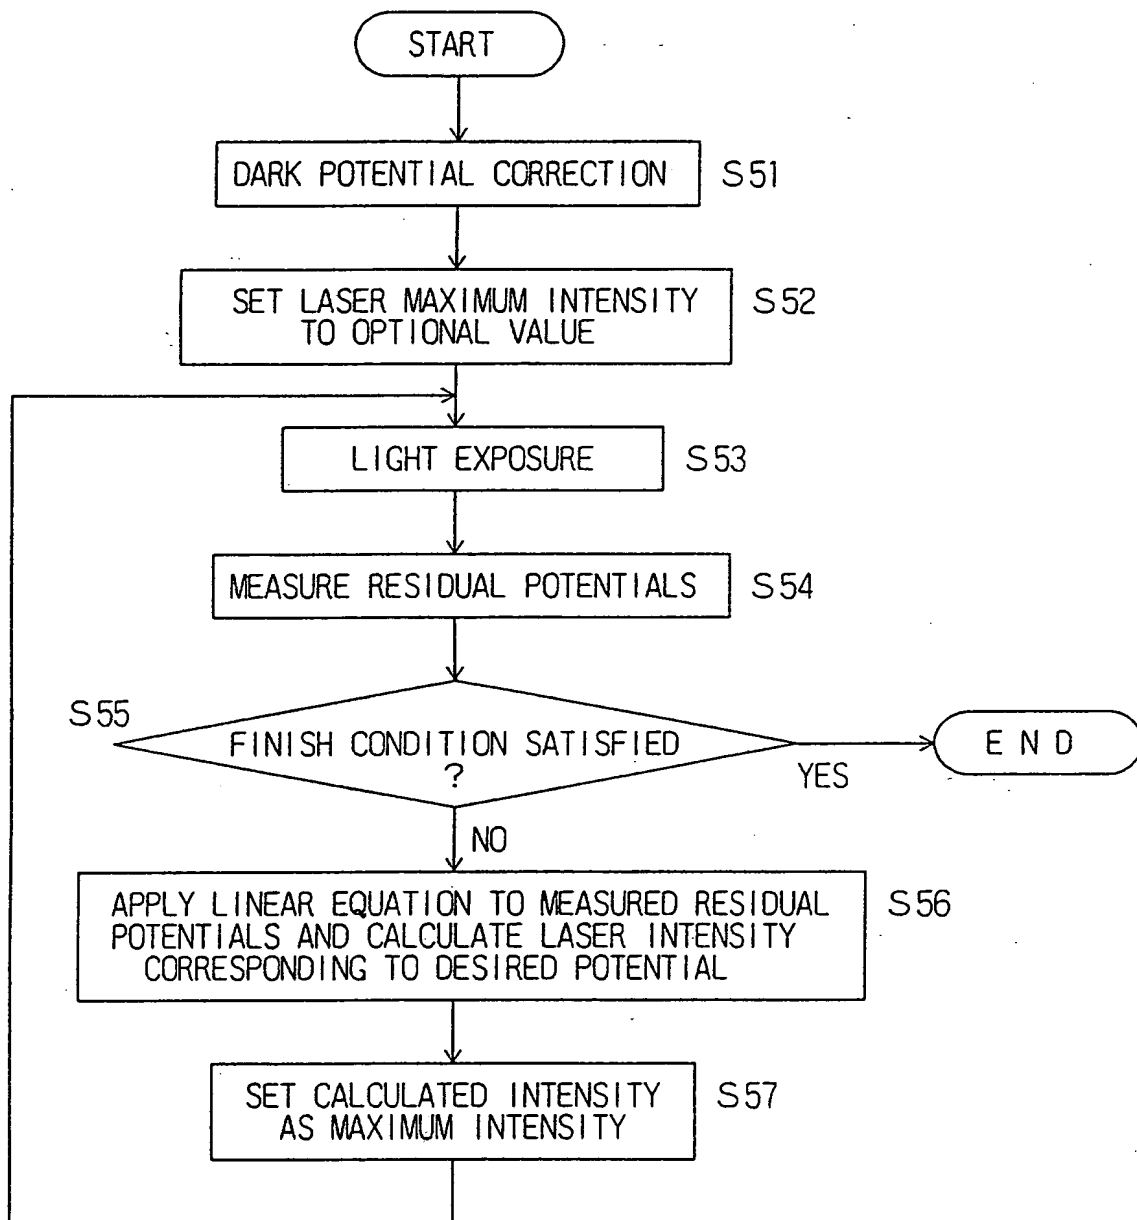 START
DARK POTENTIAL CORRECTION
S51
SET LASER MAXIMUM INTENSITY
TO OPTIONAL VALUE
S52
LIGHT EXPOSURE
S53
MEASURE RESIDUAL POTENTIALS
S54
S55
FINISH CONDITION SATISFIED
?
YES
END
NO
APPLY LINEAR EQUATION TO MEASURED RESIDUAL
POTENTIALS AND CALCULATE LASER INTENSITY
CORRESPONDING TO DESIRED POTENTIAL
S56
SET CALCULATED INTENSITY
AS MAXIMUM INTENSITY
S57